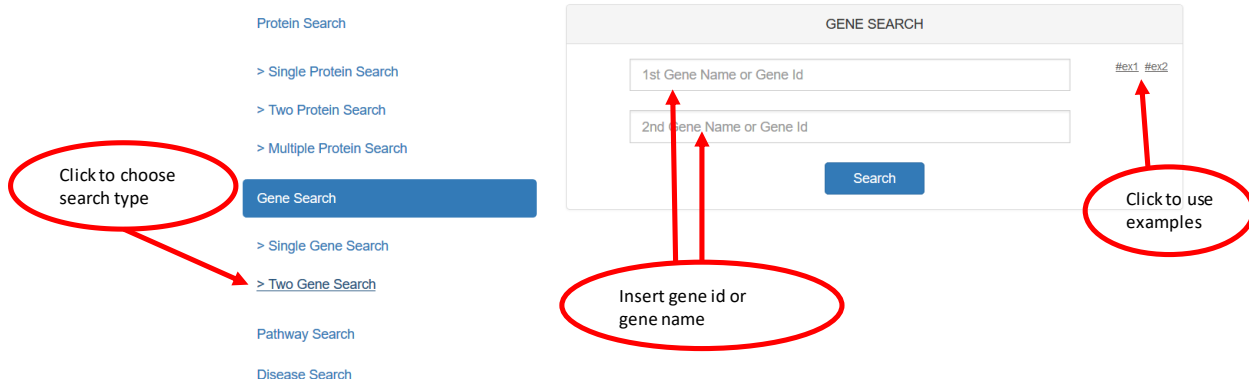 Protein Search
> Single Protein Search
> Two Protein Search
> Multiple Protein Search
Gene Search
> Single Gene Search
> Two Gene Search
Pathway Search
Disease Search
Click to choose
search type
GENE SEARCH
1st Gene Name or Gene Id
#ex1 #ex2
2nd Gene Name or Gene Id
Search
Click to use
examples
Insert gene id or
gene name